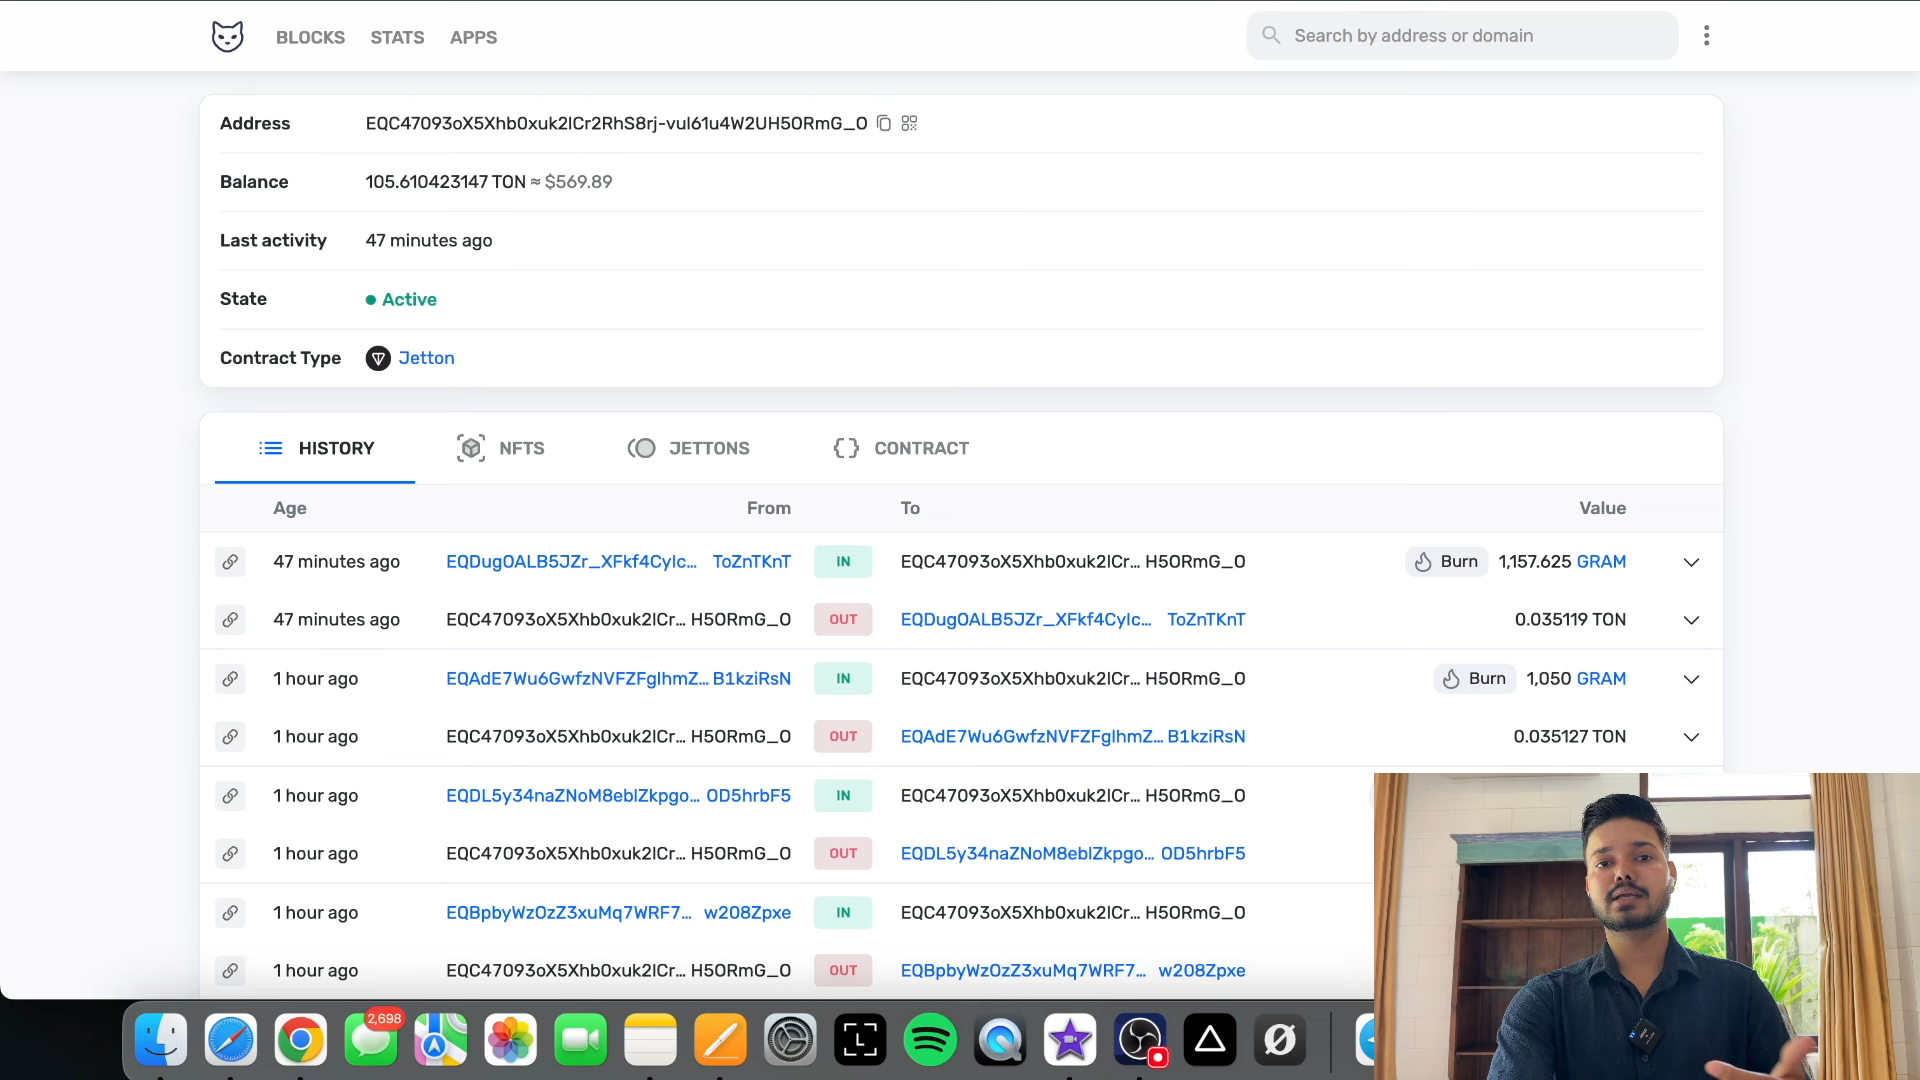 BLOCKS STATS APPS Search by address or domain
Address EQC47093oX5Xhb0xuk2lCr2RhS8rj-vul61u4W2UH5ORmG_O
Balance 105.610423147 TON ≈ $569.89
Last activity 47 minutes ago
State Active
Contract Type Jetton
HISTORY NFTS JETTONS CONTRACT
Age From To Value
47 minutes ago EQDugOALB5JZr_XFkf4Cylc... ToZnTKnT IN EQC47093oX5Xhb0xuk2lCr... H5ORmG_O Burn 1,157.625 GRAM
47 minutes ago EQC47093oX5Xhb0xuk2lCr... H5ORmG_O OUT EQDugOALB5JZr_XFkf4Cylc... ToZnTKnT 0.035119 TON
1 hour ago EQAdE7Wu6GwfzNVFZFglhmZ... B1kziRsN IN EQC47093oX5Xhb0xuk2lCr... H5ORmG_O Burn 1,050 GRAM
1 hour ago EQC47093oX5Xhb0xuk2lCr... H5ORmG_O OUT EQAdE7Wu6GwfzNVFZFglhmZ... B1kziRsN 0.035127 TON
1 hour ago EQDL5y34naZNoM8eblZkpgo... OD5hrbF5 IN EQC47093oX5Xhb0xuk2lCr... H5ORmG_O
1 hour ago EQC47093oX5Xhb0xuk2lCr... H5ORmG_O OUT EQDL5y34naZNoM8eblZkpgo... OD5hrbF5
1 hour ago EQBpbyWzOzZ3xuMq7WRF7... w208Zpxe IN EQC47093oX5Xhb0xuk2lCr... H5ORmG_O
1 hour ago EQC47093oX5Xhb0xuk2lCr... H5ORmG_O OUT EQBpbyWzOzZ3xuMq7WRF7... w208Zpxe
2,698